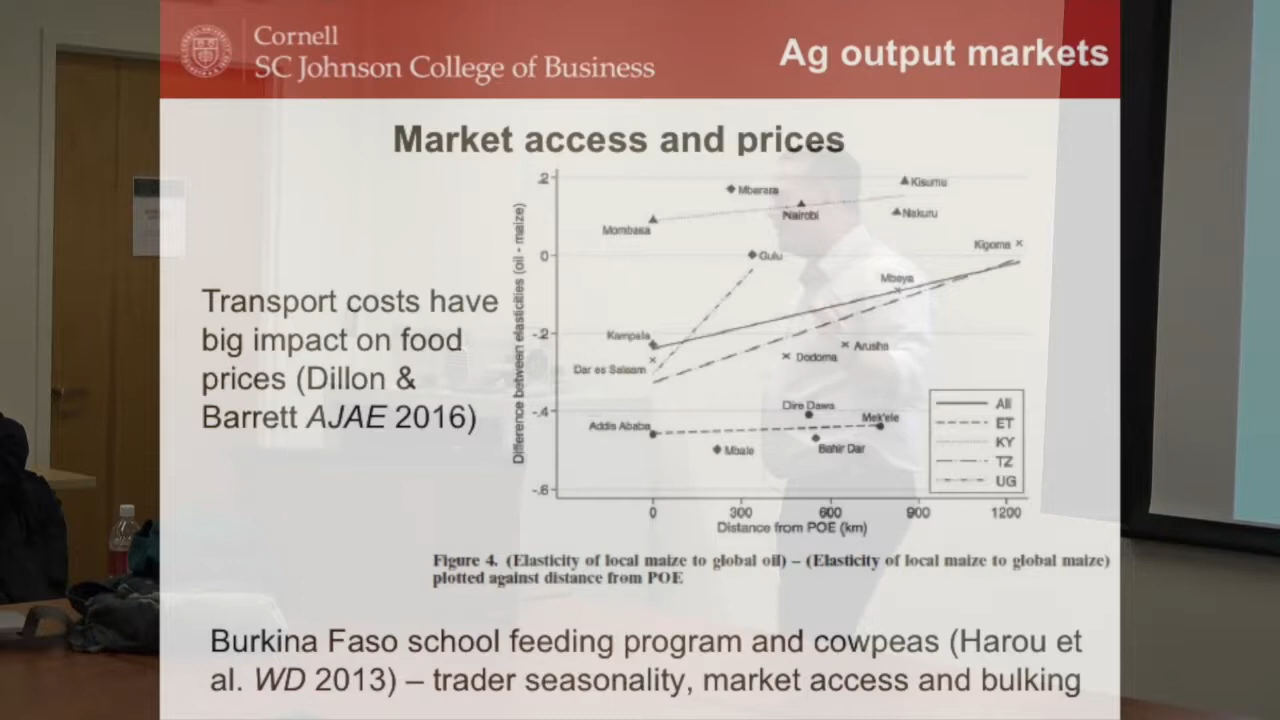 Cornell
SC Johnson College of Business
Ag output markets
Market access and prices
Transport costs have
big impact on food
prices (Dillon &
Barrett AJAE 2016)
Difference between elasticities (oil - maize)
.2
0
-.2
-.4
-.6
Mombasa
Mbarara
Nairobi
Kisumu
Nakuru
Gulu
Kigoma
Mbeya
Kampala
Dar es Salaam
Dodoma
Arusha
Addis Ababa
Dire Dawa
Mek'ele
Mbale
Bahir Dar
All
ET
KY
TZ
UG
0 300 600 900 1200
Distance from POE (km)
Figure 4. (Elasticity of local maize to global oil) – (Elasticity of local maize to global maize)
plotted against distance from POE
Burkina Faso school feeding program and cowpeas (Harou et
al. WD 2013) – trader seasonality, market access and bulking